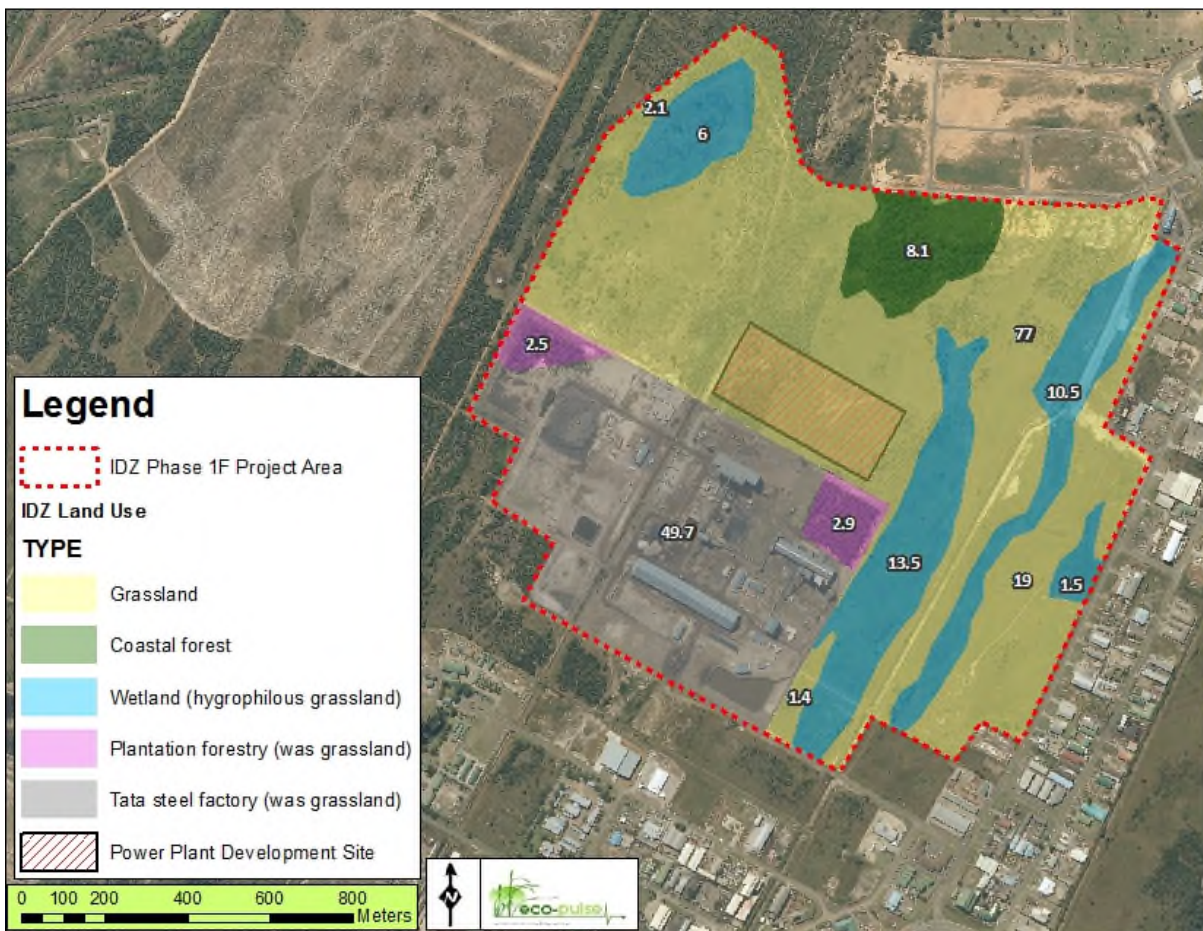 2.1
6
8.1
77
2.5
10.5
2.9
49.7
13.5
19
1.5
1.4
Legend
IDZ Phase 1F Project Area
IDZ Land Use
TYPE
Grassland
Coastal forest
Wetland (hygrophilous grassland)
Plantation forestry (was grassland)
Tata steel factory (was grassland)
Power Plant Development Site
0 100 200 400 600 800
Meters
N
eco-pulse